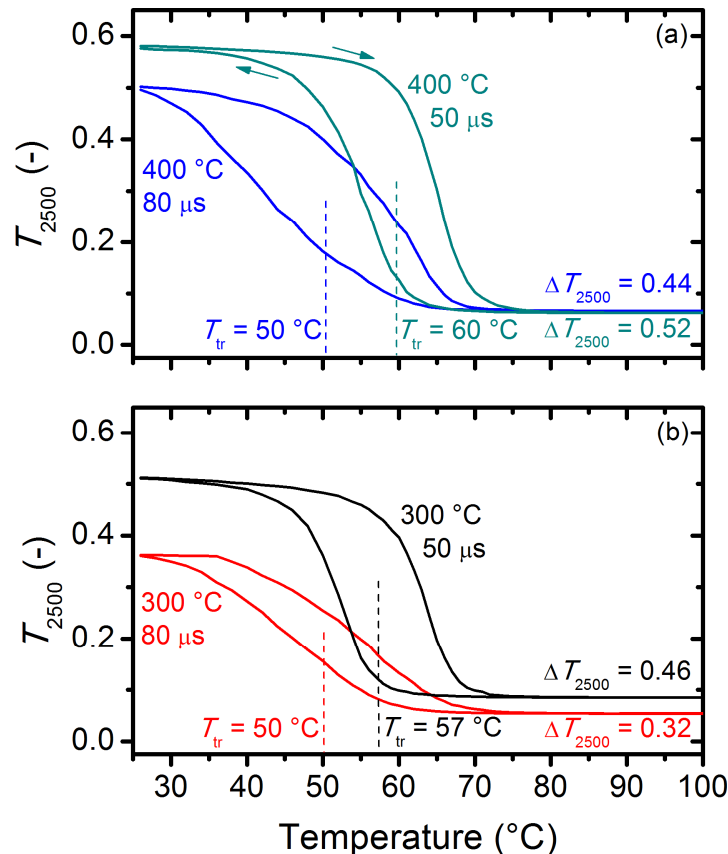 (a)
0.6
400 °C
50 μs
0.4
400 °C
80 μs
T2500 (-)
0.2
ΔT2500 = 0.44
Ttr = 50 °C
Ttr = 60 °C
ΔT2500 = 0.52
0.0
(b)
0.6
300 °C
50 μs
0.4
T2500 (-)
300 °C
80 μs
0.2
ΔT2500 = 0.46
Ttr = 50 °C
Ttr = 57 °C
ΔT2500 = 0.32
0.0
30 40 50 60 70 80 90 100
Temperature (°C)